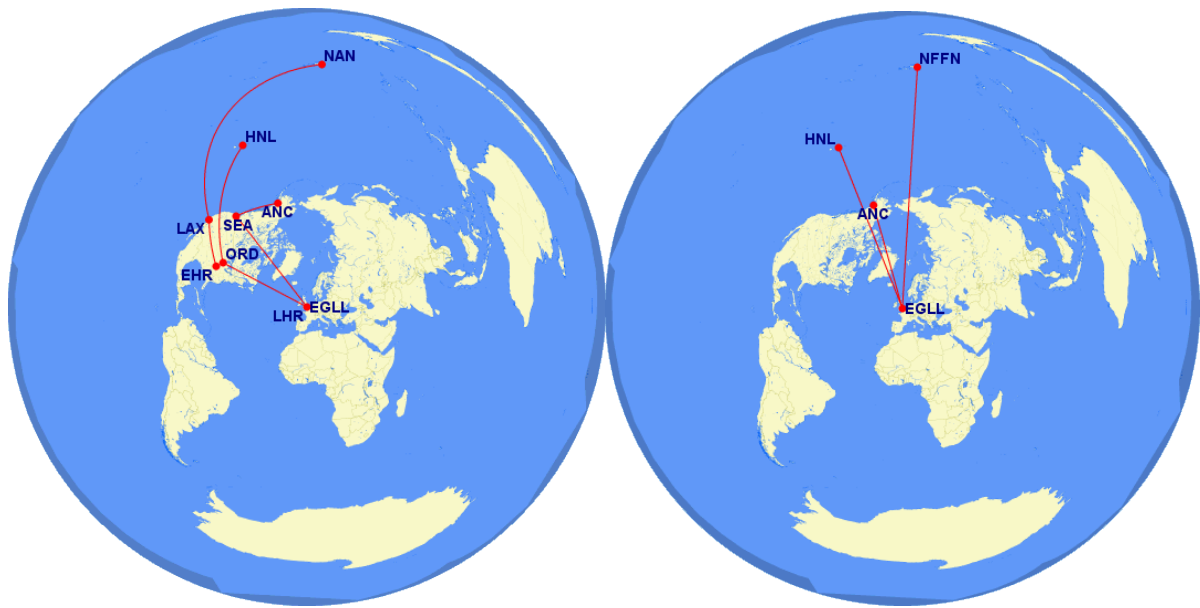 NAN
HNL
ANC
SEA
LAX
ORD
EHR
EGLL
LHR
NFFN
HNL
ANC
EGLL